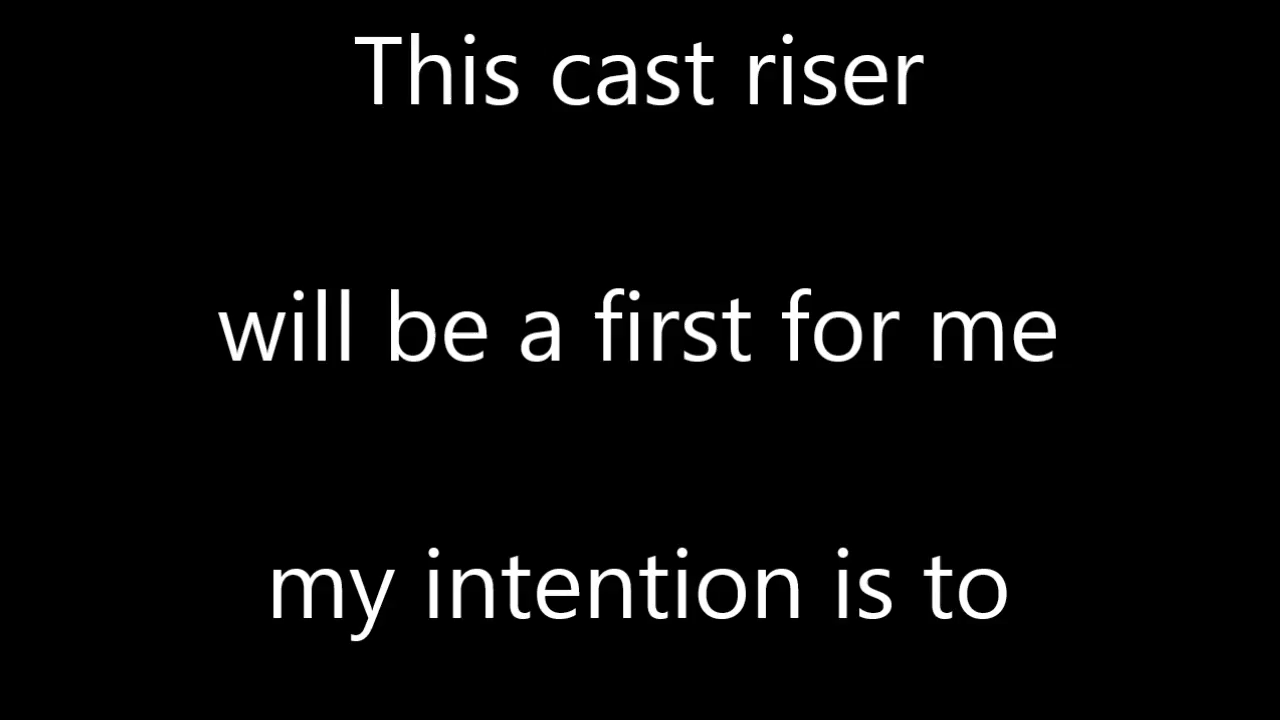 This cast riser
will be a first for me
my intention is to